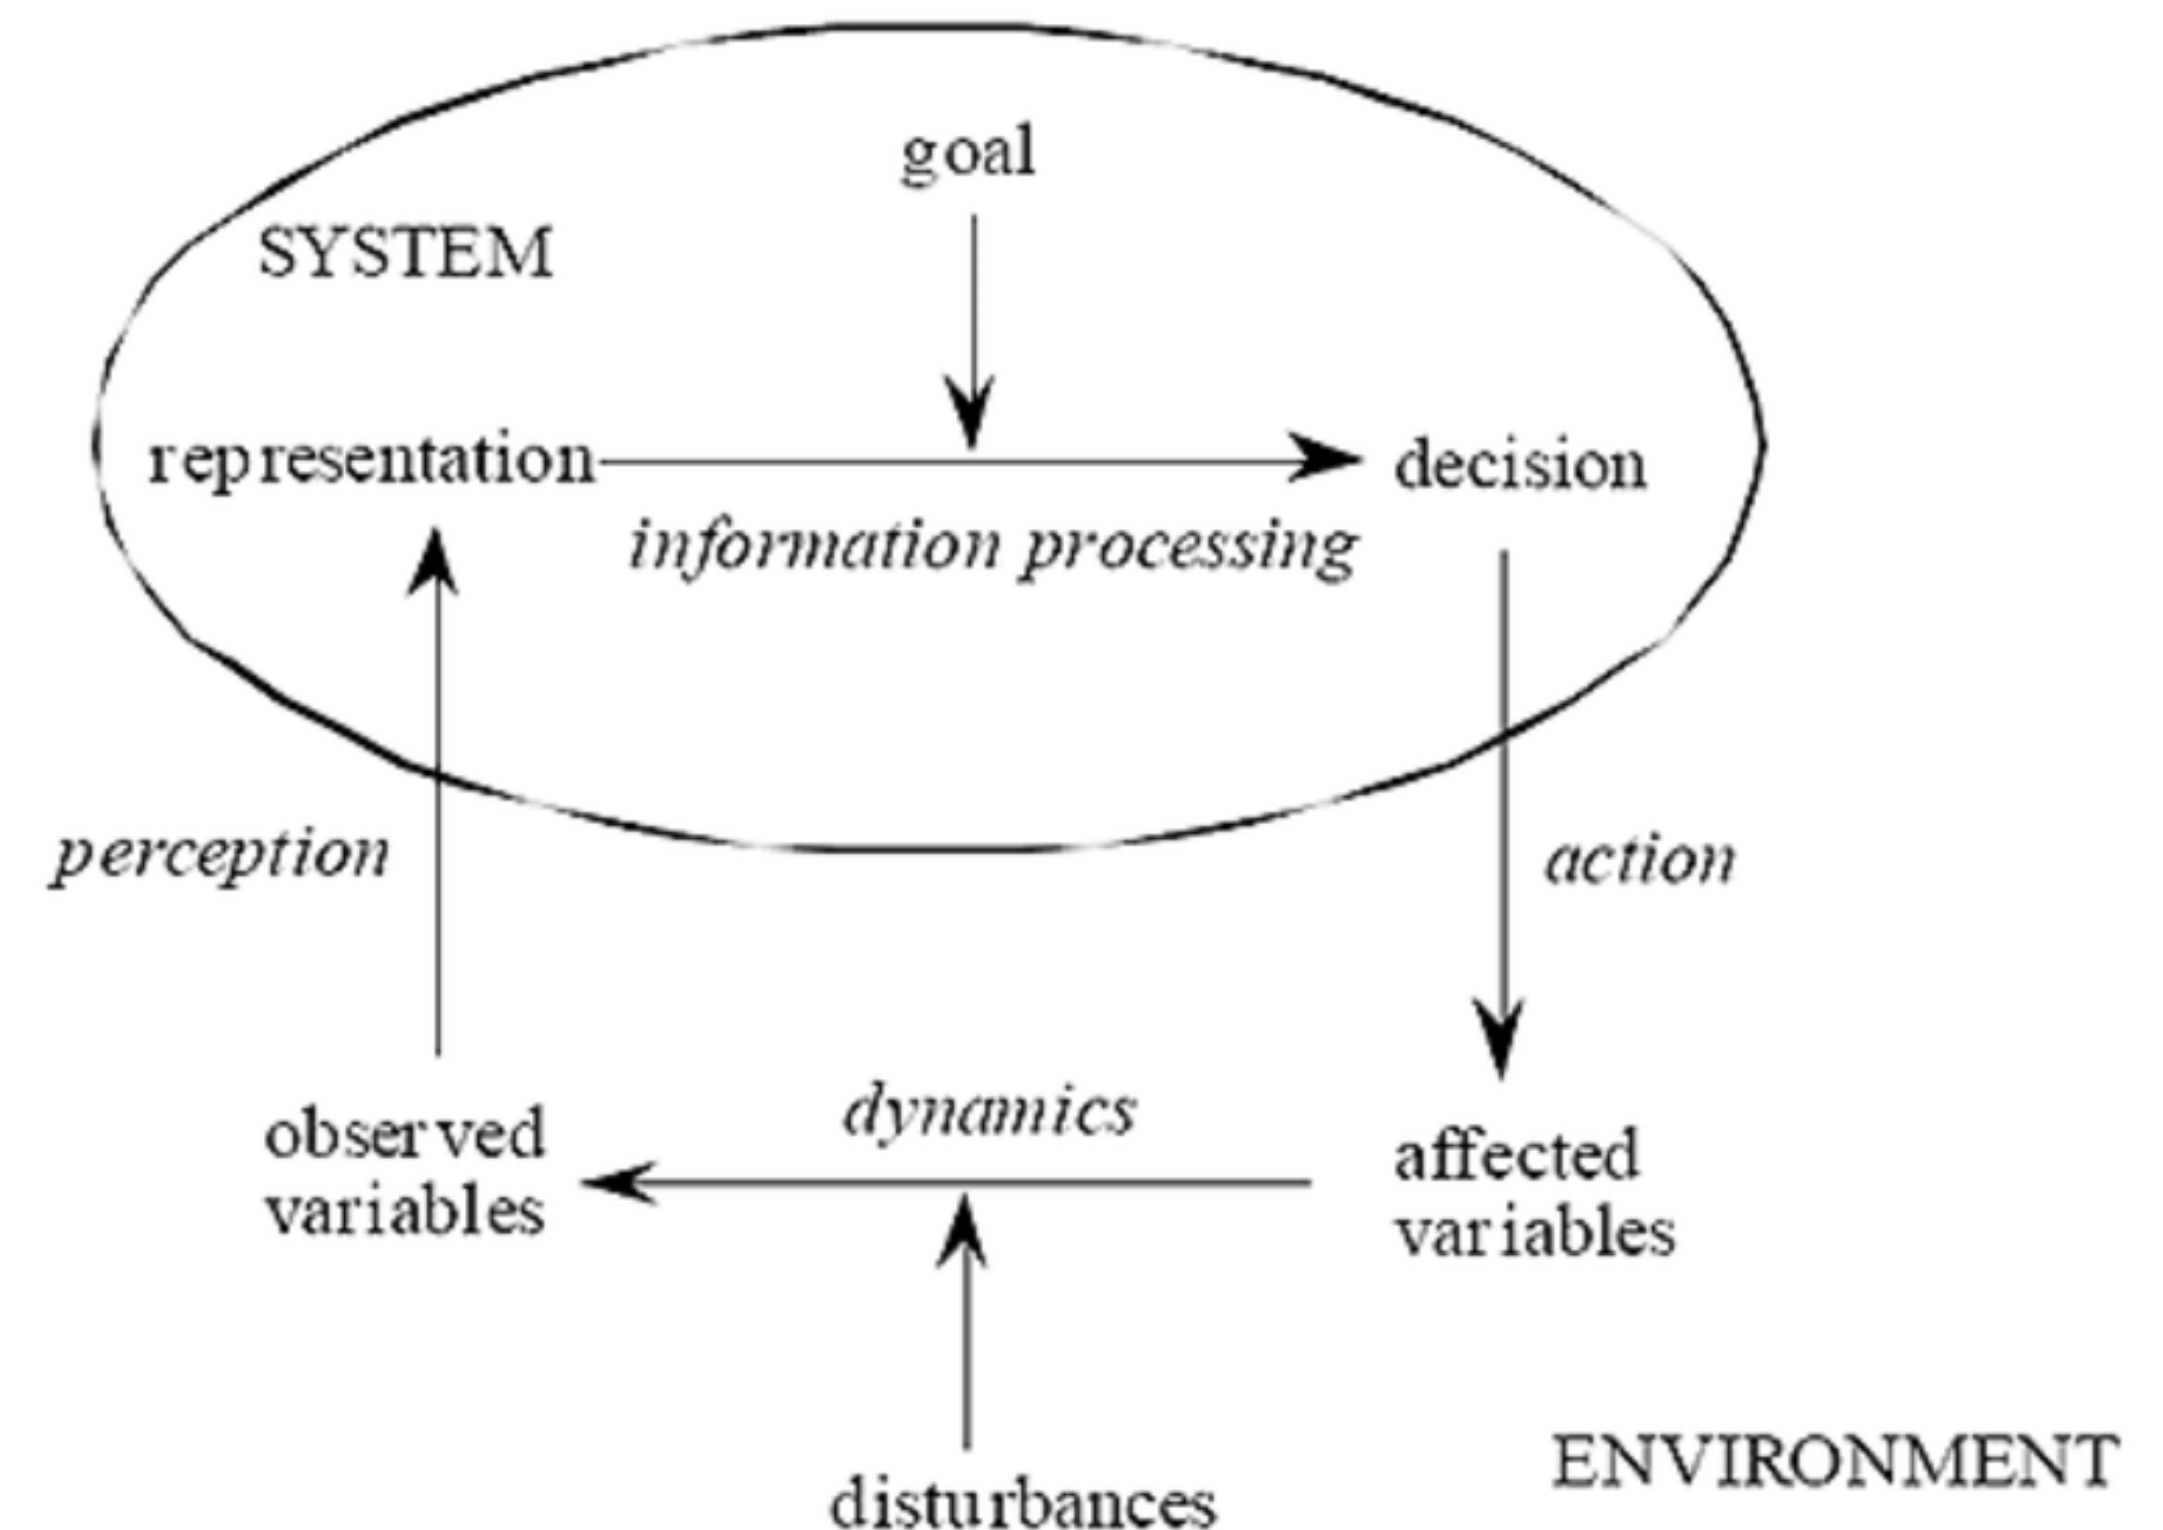 goal
SYSTEM
representation
decision
information processing
perception
action
dynamics
observed
variables
affected
variables
disturbances
ENVIRONMENT